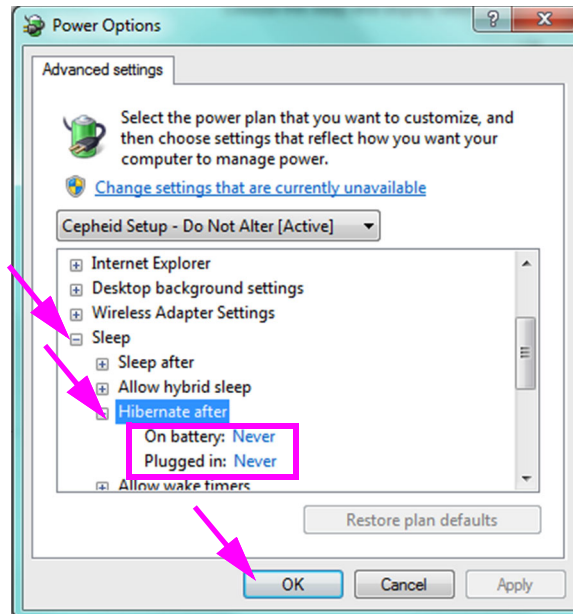 Power Options
Advanced settings
Select the power plan that you want to customize, and
then choose settings that reflect how you want your
computer to manage power.
Change settings that are currently unavailable
Cepheid Setup - Do Not Alter [Active]
Internet Explorer
Desktop background settings
Wireless Adapter Settings
Sleep
Sleep after
Allow hybrid sleep
Hibernate after
On battery: Never
Plugged in: Never
Allow wake timers
Restore plan defaults
OK Cancel Apply